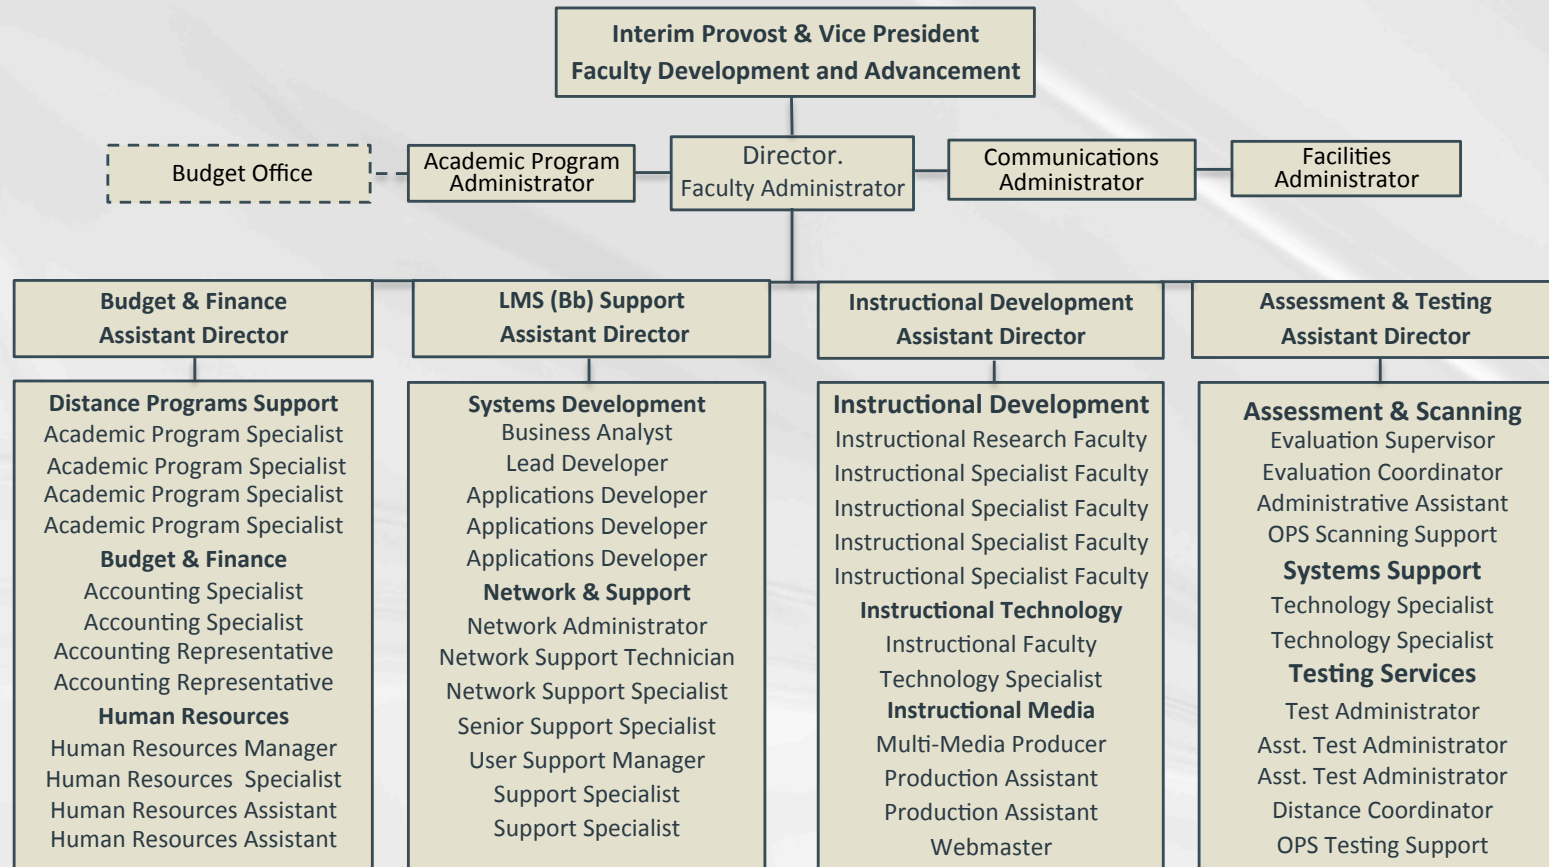 Interim Provost & Vice President
Faculty Development and Advancement
Budget Office
Academic Program
Administrator
Director.
Faculty Administrator
Communications
Administrator
Facilities
Administrator
Budget & Finance
Assistant Director
LMS (Bb) Support
Assistant Director
Instructional Development
Assistant Director
Assessment & Testing
Assistant Director
Distance Programs Support
Academic Program Specialist
Academic Program Specialist
Academic Program Specialist
Academic Program Specialist
Budget & Finance
Accounting Specialist
Accounting Specialist
Accounting Representative
Accounting Representative
Human Resources
Human Resources Manager
Human Resources  Specialist
Human Resources Assistant
Human Resources Assistant
Systems Development
Business Analyst
Lead Developer
Applications Developer
Applications Developer
Applications Developer
Network & Support
Network Administrator
Network Support Technician
Network Support Specialist
Senior Support Specialist
User Support Manager
Support Specialist
Support Specialist
Instructional Development
Instructional Research Faculty
Instructional Specialist Faculty
Instructional Specialist Faculty
Instructional Specialist Faculty
Instructional Specialist Faculty
Instructional Technology
Instructional Faculty
Technology Specialist
Instructional Media
Multi-Media Producer
Production Assistant
Production Assistant
Webmaster
Assessment & Scanning
Evaluation Supervisor
Evaluation Coordinator
Administrative Assistant
OPS Scanning Support
Systems Support
Technology Specialist
Technology Specialist
Testing Services
Test Administrator
Asst. Test Administrator
Asst. Test Administrator
Distance Coordinator
OPS Testing Support